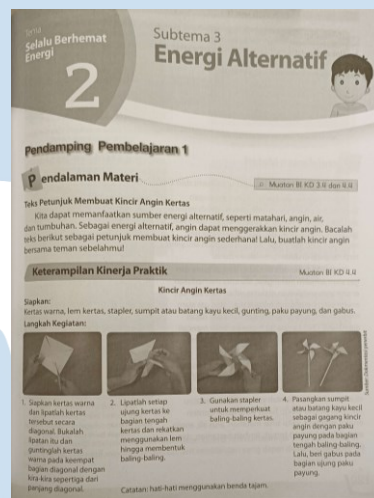 Tema
Selalu Berhemat
Energi
2
Subtema 3
Energi Alternatif
Pendamping Pembelajaran 1
Pendalaman Materi
Muatan BI KD 3.4 dan 4.4
Teks Petunjuk Membuat Kincir Angin Kertas
Kita dapat memanfaatkan sumber energi alternatif, seperti matahari, angin, air,
dan tumbuhan. Sebagai energi alternatif, angin dapat menggerakkan kincir angin. Bacalah
teks berikut sebagai petunjuk membuat kincir angin sederhana! Lalu, buatlah kincir angin
bersama teman sebelahmu!
Keterampilan Kinerja Praktik
Muatan BI KD 4.4
Kincir Angin Kertas
Siapkan:
Kertas warna, lem kertas, stapler, sumpit atau batang kayu kecil, gunting, paku payung, dan gabus.
Langkah Kegiatan:
1. Siapkan kertas warna
dan lipatlah kertas
tersebut secara
diagonal. Bukalah
lipatan itu dan
guntinglah kertas
warna pada keempat
bagian diagonal dengan
kira-kira sepertiga dari
panjang diagonal.
2. Lipatlah setiap
ujung kertas ke
bagian tengah
kertas dan rekatkan
menggunakan lem
hingga membentuk
baling-baling.
3. Gunakan stapler
untuk memperkuat
baling-baling kertas.
4. Pasangkan sumpit
atau batang kayu kecil
sebagai gagang kincir
angin dengan paku
payung pada bagian
tengah baling-baling.
Lalu, beri gabus pada
bagian ujung paku
payung.
Catatan: hati-hati menggunakan benda tajam.